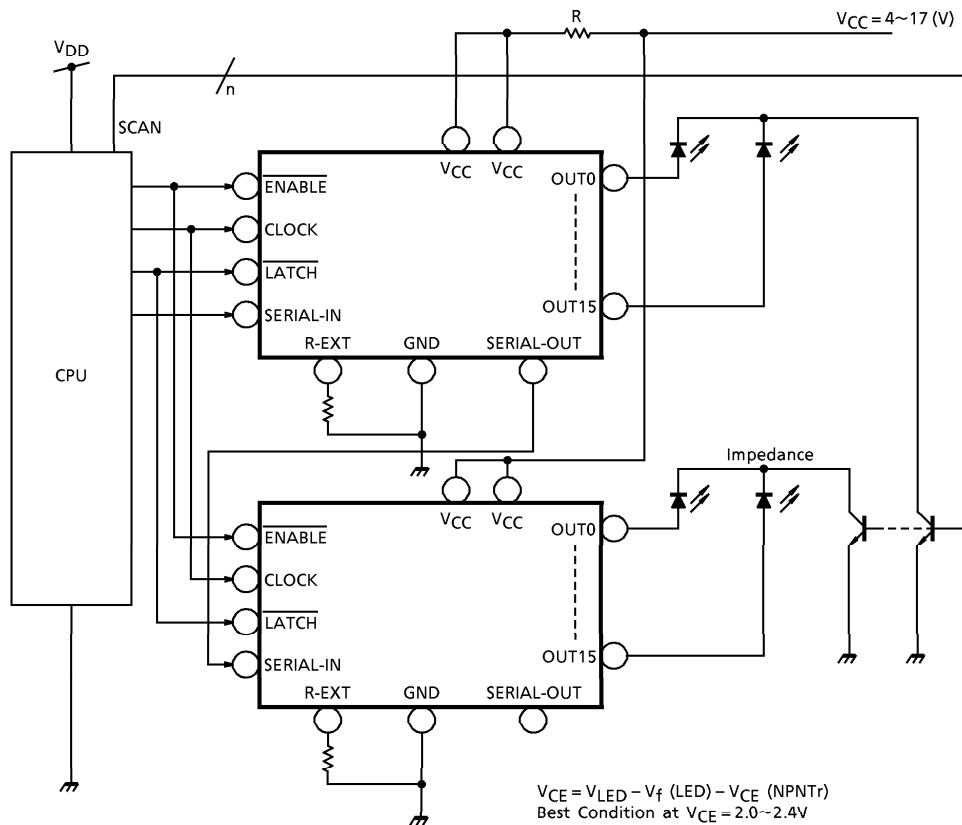 R
VCC = 4~17 (V)
VDD
n
SCAN
VCC VCC
ENABLE
CLOCK
LATCH
SERIAL-IN
OUT0
OUT15
R-EXT GND SERIAL-OUT
CPU
Impedance
VCC VCC
ENABLE
CLOCK
LATCH
SERIAL-IN
OUT0
OUT15
R-EXT GND SERIAL-OUT
VCE = VLED – Vf (LED) – VCE (NPNTr)
Best Condition at VCE = 2.0~2.4V